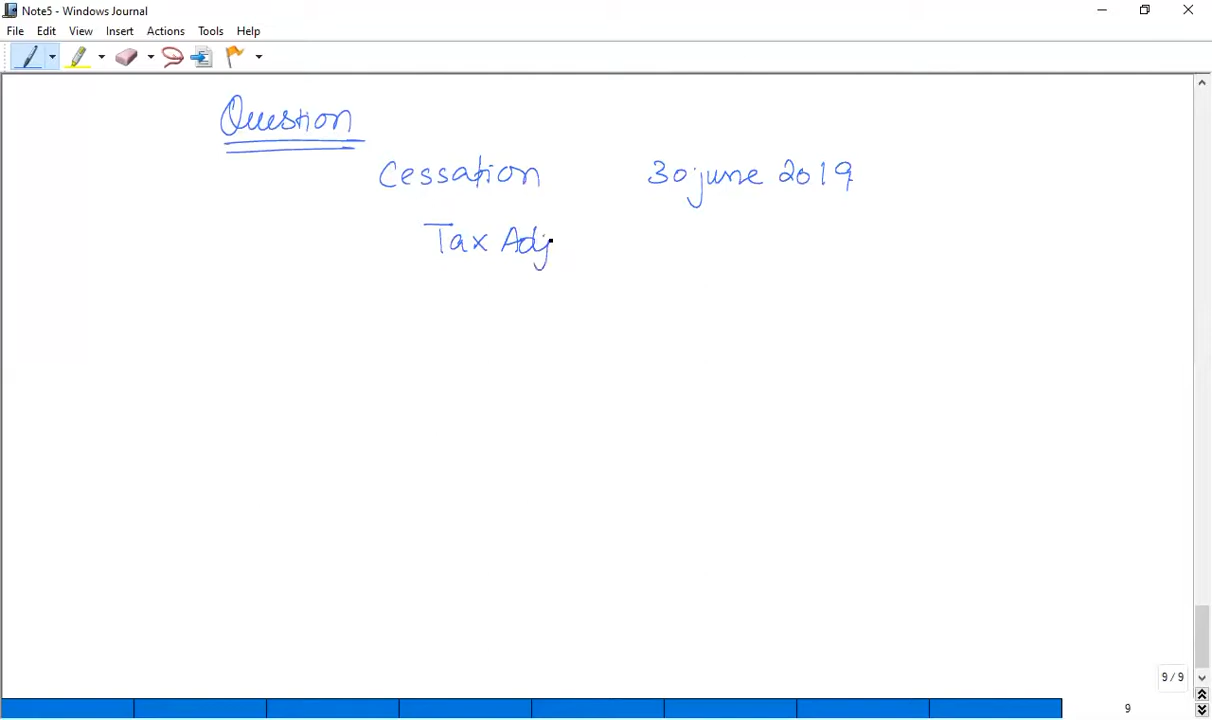 Note5 - Windows Journal
File Edit View Insert Actions Tools Help
Question
Cessation 30 june 2019
Tax Adj
9 / 9
9